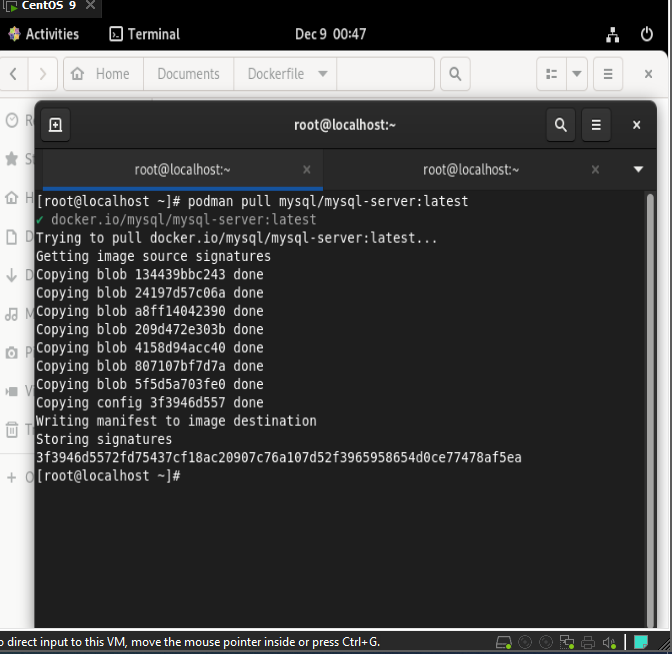 CentOS 9
Activities Terminal Dec 9 00:47
Home Documents Dockerfile
root@localhost:~
root@localhost:~ root@localhost:~
[root@localhost ~]# podman pull mysql/mysql-server:latest
✓ docker.io/mysql/mysql-server:latest
Trying to pull docker.io/mysql/mysql-server:latest...
Getting image source signatures
Copying blob 134439bbc243 done
Copying blob 24197d57c06a done
Copying blob a8ff14042390 done
Copying blob 209d472e303b done
Copying blob 4158d94acc40 done
Copying blob 807107bf7d7a done
Copying blob 5f5d5a703fe0 done
Copying config 3f3946d557 done
Writing manifest to image destination
Storing signatures
3f3946d5572fd75437cf18ac20907c76a107d52f3965958654d0ce77478af5ea
[root@localhost ~]#
o direct input to this VM, move the mouse pointer inside or press Ctrl+G.